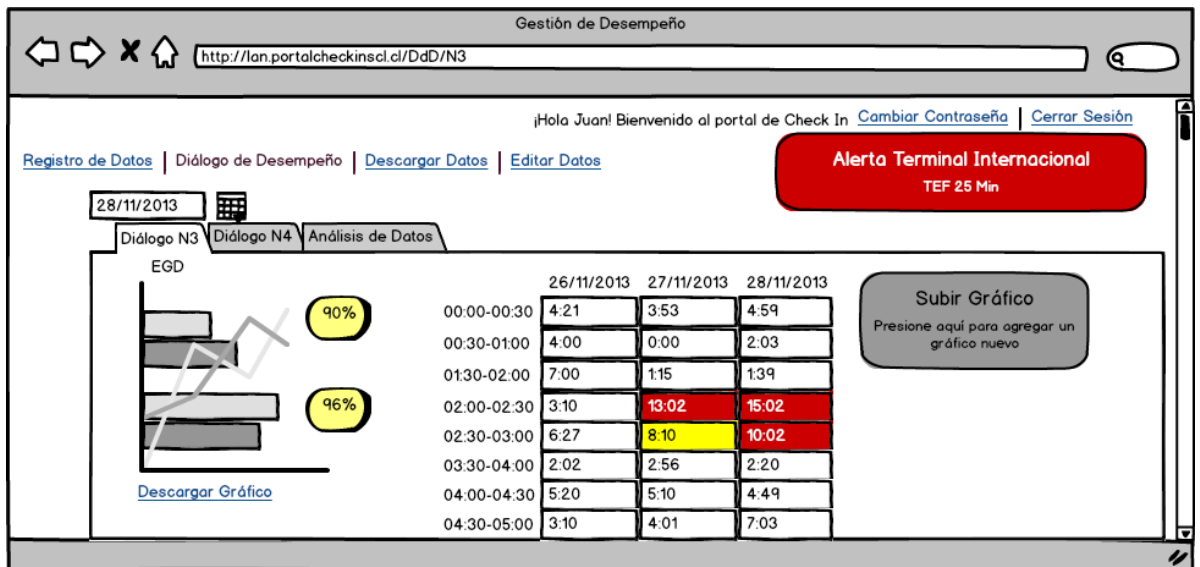 Gestión de Desempeño
http://lan.portalcheckinscl.cl/DdD/N3
¡Hola Juan! Bienvenido al portal de Check In Cambiar Contraseña | Cerrar Sesión
Registro de Datos | Diálogo de Desempeño | Descargar Datos | Editar Datos
Alerta Terminal Internacional
TEF 25 Min
28/11/2013
Diálogo N3 Diálogo N4 Análisis de Datos
EGD
90%
96%
Descargar Gráfico
26/11/2013 27/11/2013 28/11/2013
00:00-00:30 4:21 3:53 4:59
00:30-01:00 4:00 0:00 2:03
01:30-02:00 7:00 1:15 1:39
02:00-02:30 3:10 13:02 15:02
02:30-03:00 6:27 8:10 10:02
03:30-04:00 2:02 2:56 2:20
04:00-04:30 5:20 5:10 4:49
04:30-05:00 3:10 4:01 7:03
Subir Gráfico
Presione aquí para agregar un
gráfico nuevo